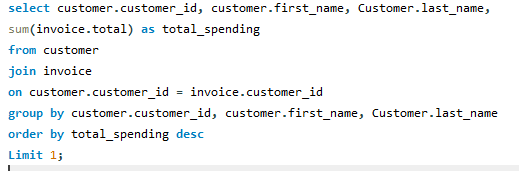 select customer.customer_id, customer.first_name, Customer.last_name,
sum(invoice.total) as total_spending
from customer
join invoice
on customer.customer_id = invoice.customer_id
group by customer.customer_id, customer.first_name, Customer.last_name
order by total_spending desc
Limit 1;